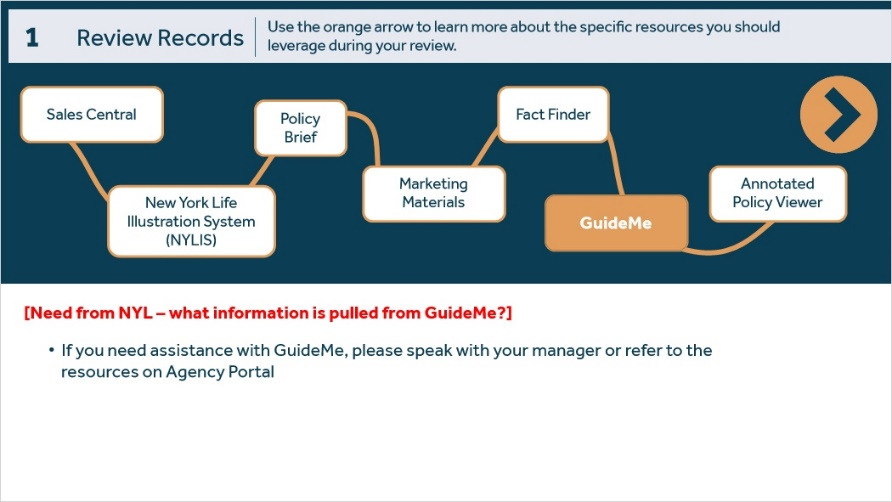 1 Review Records
Use the orange arrow to learn more about the specific resources you should
leverage during your review.
Sales Central
New York Life
Illustration System
(NYLIS)
Policy
Brief
Marketing
Materials
Fact Finder
GuideMe
Annotated
Policy Viewer
[Need from NYL – what information is pulled from GuideMe?]
• If you need assistance with GuideMe, please speak with your manager or refer to the
resources on Agency Portal